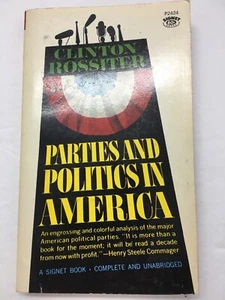 SIGNET
P2434
CLINTON
ROSSITER
PARTIES AND
POLITICS IN
AMERICA
An engrossing and colorful analysis of the major
American political parties. "It is more than a
book for the moment; it will be read a decade
from now with profit."—Henry Steele Commager
A SIGNET BOOK • COMPLETE AND UNABRIDGED